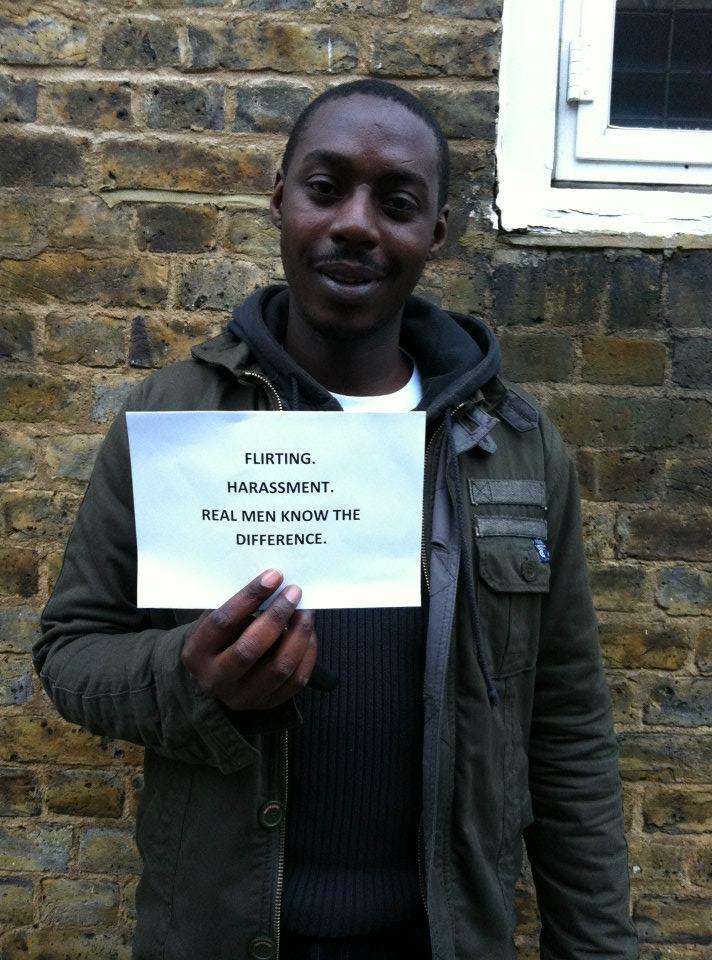 FLIRTING.
HARASSMENT.
REAL MEN KNOW THE
DIFFERENCE.